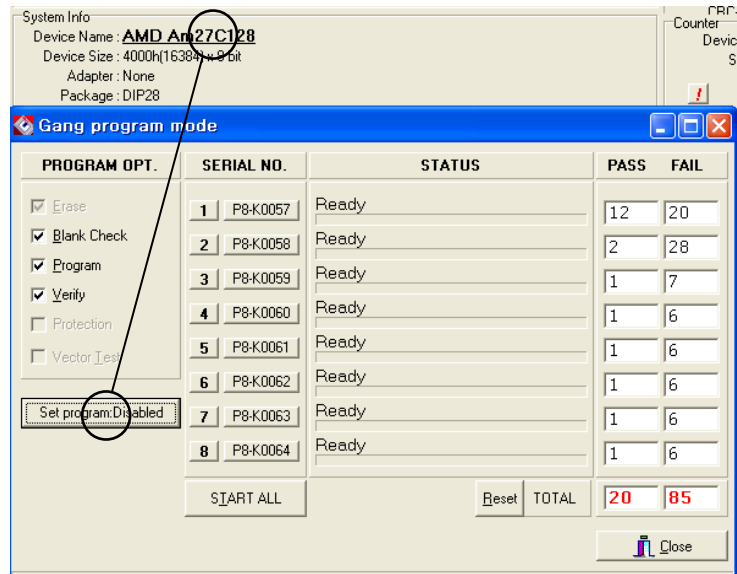 System Info
Device Name : AMD Am27C128
Device Size : 4000h(16384) x 8 bit
Adapter : None
Package : DIP28
Counter
!
Gang program mode
PROGRAM OPT. SERIAL NO. STATUS PASS FAIL
Erase
Blank Check
Program
Verify
Protection
Vector Test
Set program:Disabled
1 P8-K0057 Ready 12 20
2 P8-K0058 Ready 2 28
3 P8-K0059 Ready 1 7
4 P8-K0060 Ready 1 6
5 P8-K0061 Ready 1 6
6 P8-K0062 Ready 1 6
7 P8-K0063 Ready 1 6
8 P8-K0064 Ready 1 6
START ALL Reset TOTAL 20 85
Close